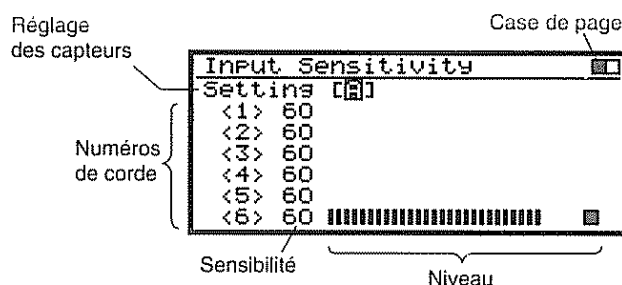 Réglage
des capteurs
Case de page
Input Sensitivity
Setting [A]
<1> 60
<2> 60
<3> 60
<4> 60
<5> 60
<6> 60
Numéros
de corde
Sensibilité
Niveau